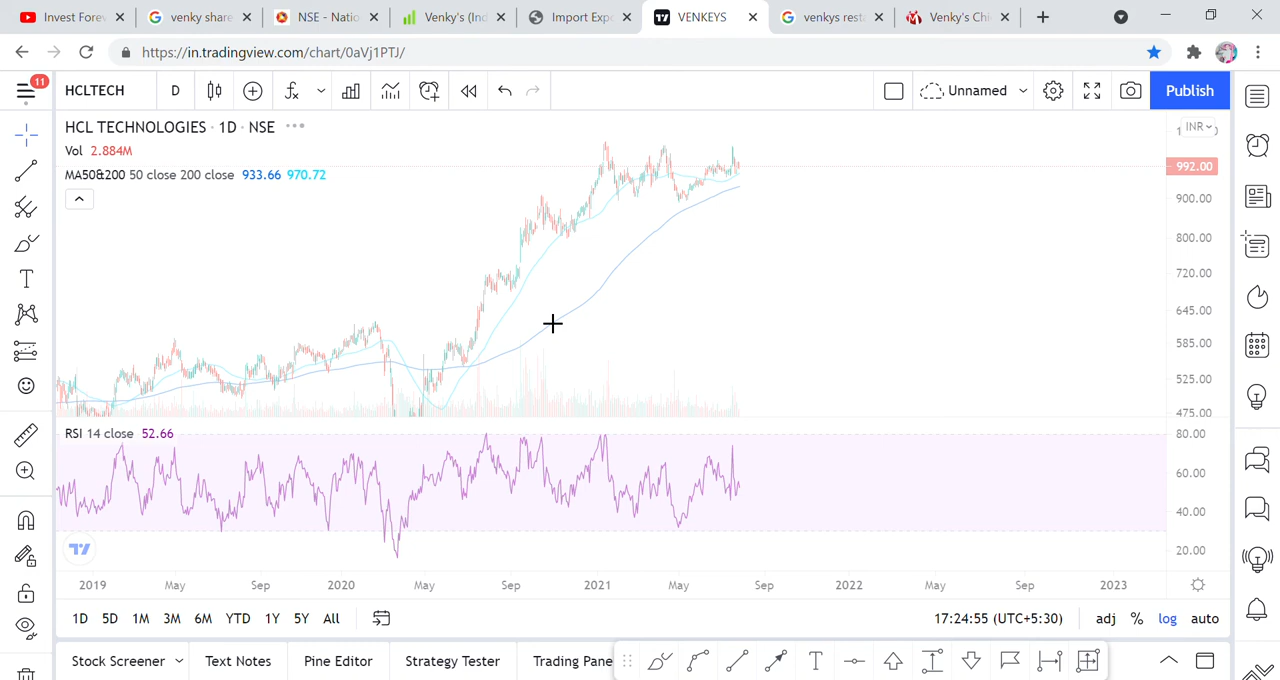 Invest Fore
venky share
NSE - Natio
Venky's (Ind
Import Exp
VENKEYS
venkys rest
Venky's Chi
https://in.tradingview.com/chart/0aVj1PTJ/
11
HCLTECH
D
Unnamed
Publish
HCL TECHNOLOGIES · 1D · NSE
INR
Vol 2.884M
992.00
MA50&200 50 close 200 close 933.66 970.72
900.00
800.00
720.00
645.00
585.00
525.00
475.00
RSI 14 close 52.66
80.00
60.00
40.00
20.00
2019 May Sep 2020 May Sep 2021 May Sep 2022 May Sep 2023
1D 5D 1M 3M 6M YTD 1Y 5Y All
17:24:55 (UTC+5:30) adj % log auto
Stock Screener Text Notes Pine Editor Strategy Tester Trading Pane
T
T